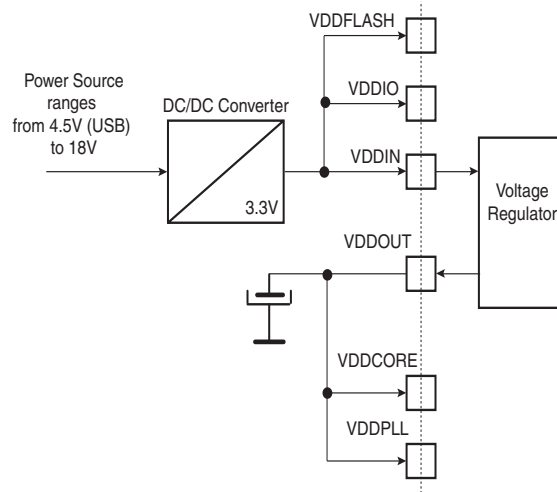 VDDFLASH
Power Source
ranges
from 4.5V (USB)
to 18V
DC/DC Converter
3.3V
VDDIO
VDDIN
Voltage
Regulator
VDDOUT
VDDCORE
VDDPLL